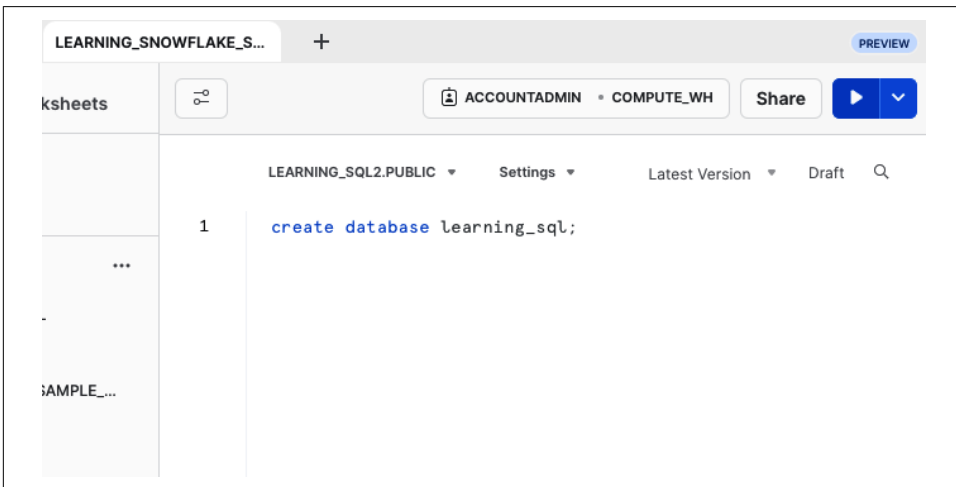 LEARNING_SNOWFLAKE_S... +
PREVIEW
ksheets
ACCOUNTADMIN • COMPUTE_WH Share
LEARNING_SQL2.PUBLIC Settings Latest Version Draft
1 create database learning_sql;
...
SAMPLE_...